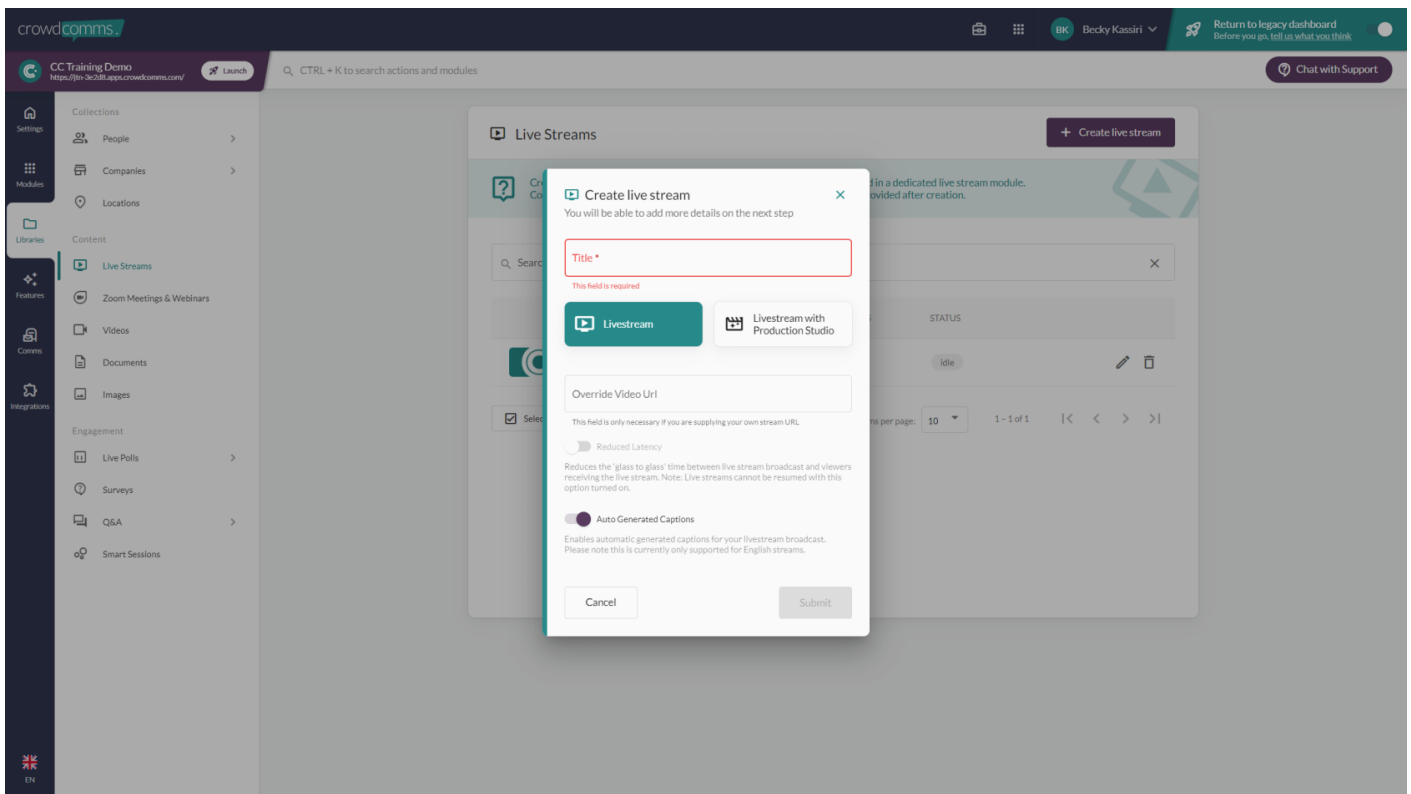 crowdcomms.
BK
Becky Kassiri
Return to legacy dashboard
Before you go, tell us what you think
CC Training Demo
https://jtn-3e2d8.apps.crowdcomms.com/
Launch
CTRL + K to search actions and modules
Chat with Support
Settings
Modules
Libraries
Features
Comms
Integrations
EN
Collections
People
Companies
Locations
Content
Live Streams
Zoom Meetings & Webinars
Videos
Documents
Images
Engagement
Live Polls
Surveys
Q&A
Smart Sessions
Live Streams
+ Create live stream
in a dedicated live stream module.
ovided after creation.
Searc
STATUS
idle
Selec
ms per page: 10
1 – 1 of 1
Create live stream
You will be able to add more details on the next step
Title *
This field is required
Livestream
Livestream with
Production Studio
Override Video Url
This field is only necessary if you are supplying your own stream URL
Reduced Latency
Reduces the 'glass to glass' time between live stream broadcast and viewers
receiving the live stream. Note: Live streams cannot be resumed with this
option turned on.
Auto Generated Captions
Enables automatic generated captions for your livestream broadcast.
Please note this is currently only supported for English streams.
Cancel
Submit